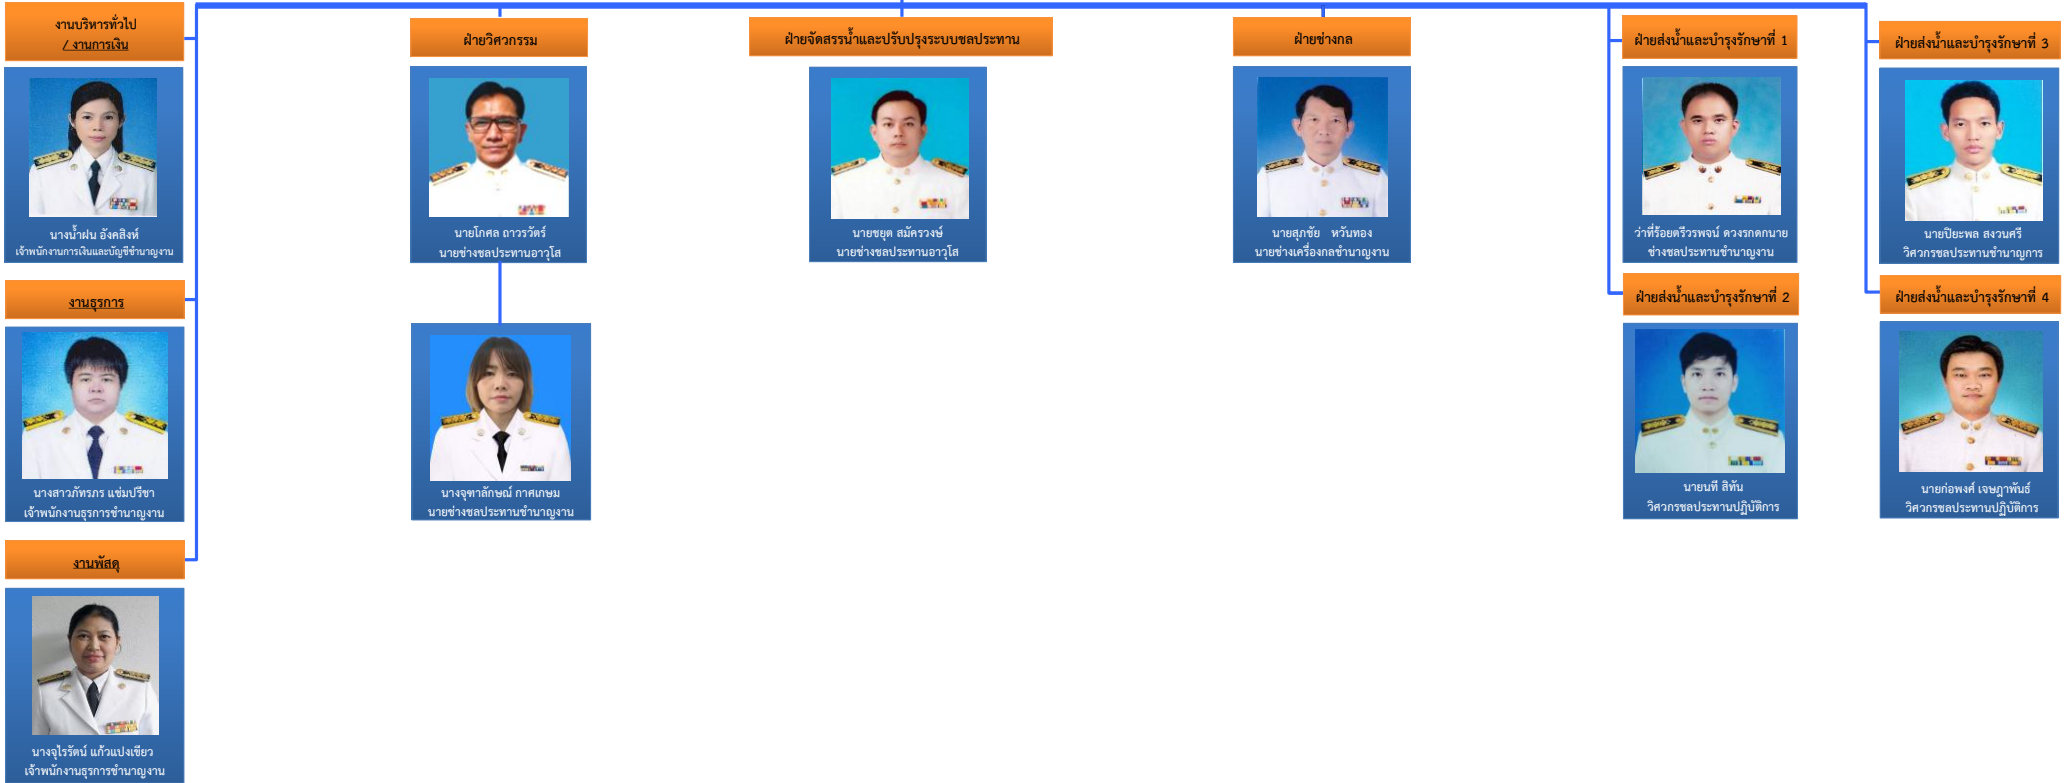 งานบริหารทั่วไป
/ งานการเงิน
นางน้ำฝน อังคสิงห์
เจ้าพนักงานการเงินและบัญชีชำนาญงาน
งานธุรการ
นางสาวภัทรภร แช่มปรีชา
เจ้าพนักงานธุรการชำนาญงาน
งานพัสดุ
นางจุไรรัตน์ แก้วแปงเขียว
เจ้าพนักงานธุรการชำนาญงาน
ฝ่ายวิศวกรรม
นายโกศล ถาวรวัตร์
นายช่างชลประทานอาวุโส
นางจุฑาลักษณ์ กาศเกษม
นายช่างชลประทานชำนาญงาน
ฝ่ายจัดสรรน้ำและปรับปรุงระบบชลประทาน
นายชยุต สมัครวงษ์
นายช่างชลประทานอาวุโส
ฝ่ายช่างกล
นายสุภชัย หวันทอง
นายช่างเครื่องกลชำนาญงาน
ฝ่ายส่งน้ำและบำรุงรักษาที่ 1
ว่าที่ร้อยตรีวรพจน์ ดวงรกดกนาย
ช่างชลประทานชำนาญงาน
ฝ่ายส่งน้ำและบำรุงรักษาที่ 2
นายนที สิทัน
วิศวกรชลประทานปฏิบัติการ
ฝ่ายส่งน้ำและบำรุงรักษาที่ 3
นายปิยะพล สงวนศรี
วิศวกรชลประทานชำนาญการ
ฝ่ายส่งน้ำและบำรุงรักษาที่ 4
นายก่อพงศ์ เจษฎาพันธ์
วิศวกรชลประทานปฏิบัติการ